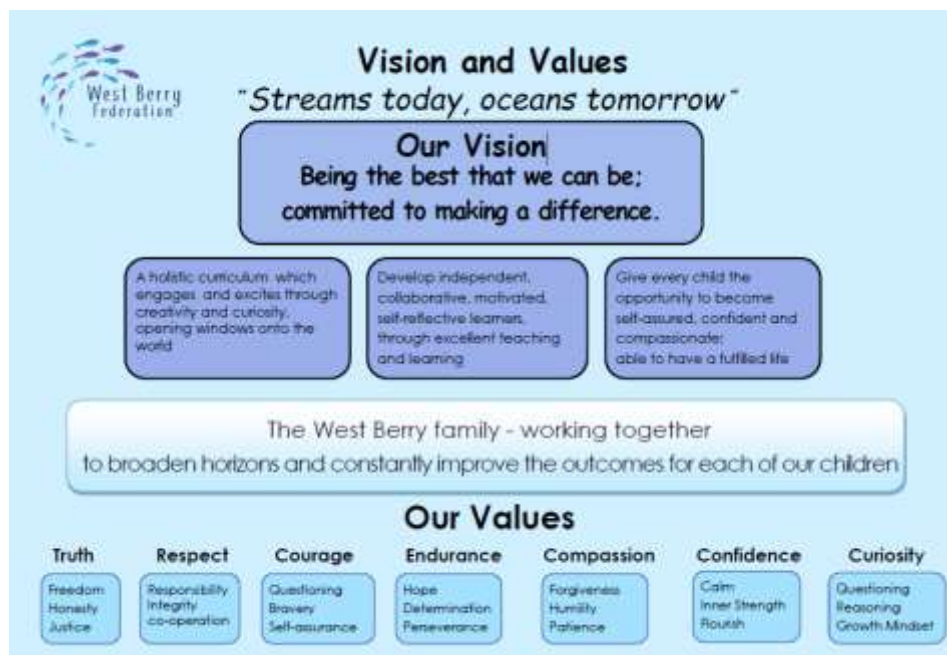 West Berry
Federation
Vision and Values
"Streams today, oceans tomorrow"
Our Vision
Being the best that we can be;
committed to making a difference.
A holistic curriculum which
engages and excites through
creativity and curiosity,
opening windows onto the
world
Develop independent,
collaborative, motivated,
self-reflective learners,
through excellent teaching
and learning
Give every child the
opportunity to become
self-assured, confident and
compassionate;
able to have a fulfilled life
The West Berry family - working together
to broaden horizons and constantly improve the outcomes for each of our children
Our Values
Truth
Freedom
Honesty
Justice
Respect
Responsibility
Integrity
co-operation
Courage
Questioning
Bravery
Self-assurance
Endurance
Hope
Determination
Perseverance
Compassion
Forgiveness
Humility
Patience
Confidence
Calm
Inner Strength
Flourish
Curiosity
Questioning
Reasoning
Growth Mindset